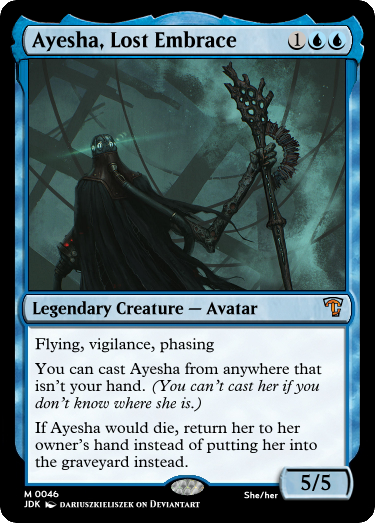 Ayesha, Lost Embrace 1
Legendary Creature — Avatar
Flying, vigilance, phasing
You can cast Ayesha from anywhere that
isn't your hand. (You can't cast her if you
don't know where she is.)
If Ayesha would die, return her to her
owner's hand instead of putting her into
the graveyard instead.
5/5
M 0046
She/her
JDK DARIUSZKIELISZEK ON DEVIANTART